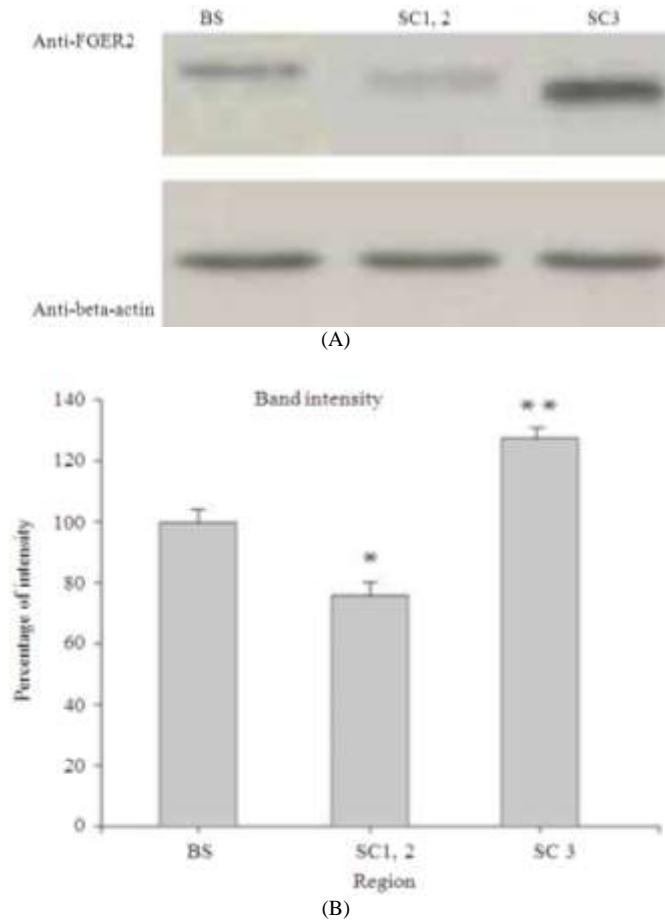 BS SC1, 2 SC3
Anti-FGER2
Anti-beta-actin
(A)
Band intensity
140
120
100
80
60
40
20
0
Percentage of intensity
*
* *
BS SC1, 2 SC 3
Region
(B)